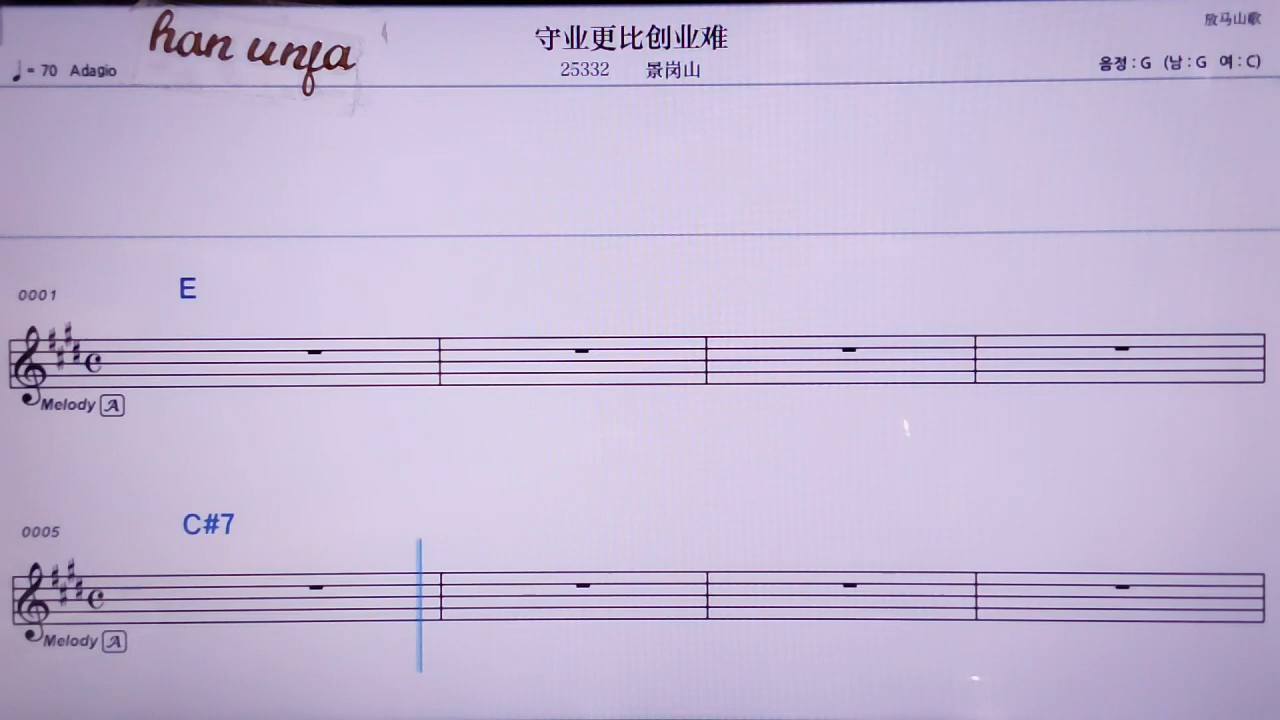 han unfa
守业更比创业难
放马山歌
♩= 70 Adagio
25332 景岗山
음정 : G (남 : G 여 : C)
0001
E
Melody A
0005
C#7
Melody A